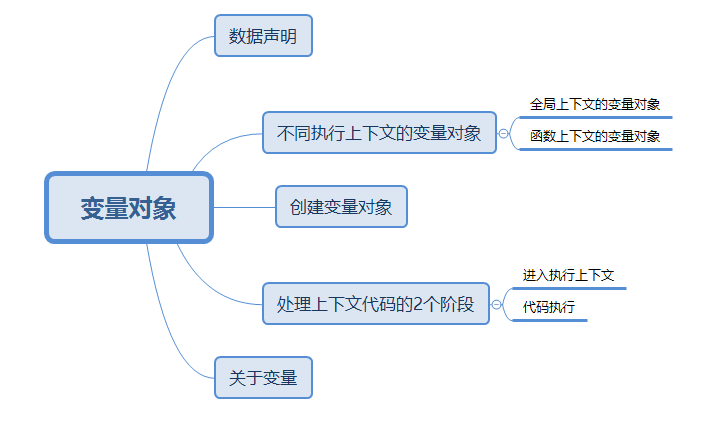 数据声明
不同执行上下文的变量对象
全局上下文的变量对象
函数上下文的变量对象
变量对象
创建变量对象
处理上下文代码的2个阶段
进入执行上下文
代码执行
关于变量